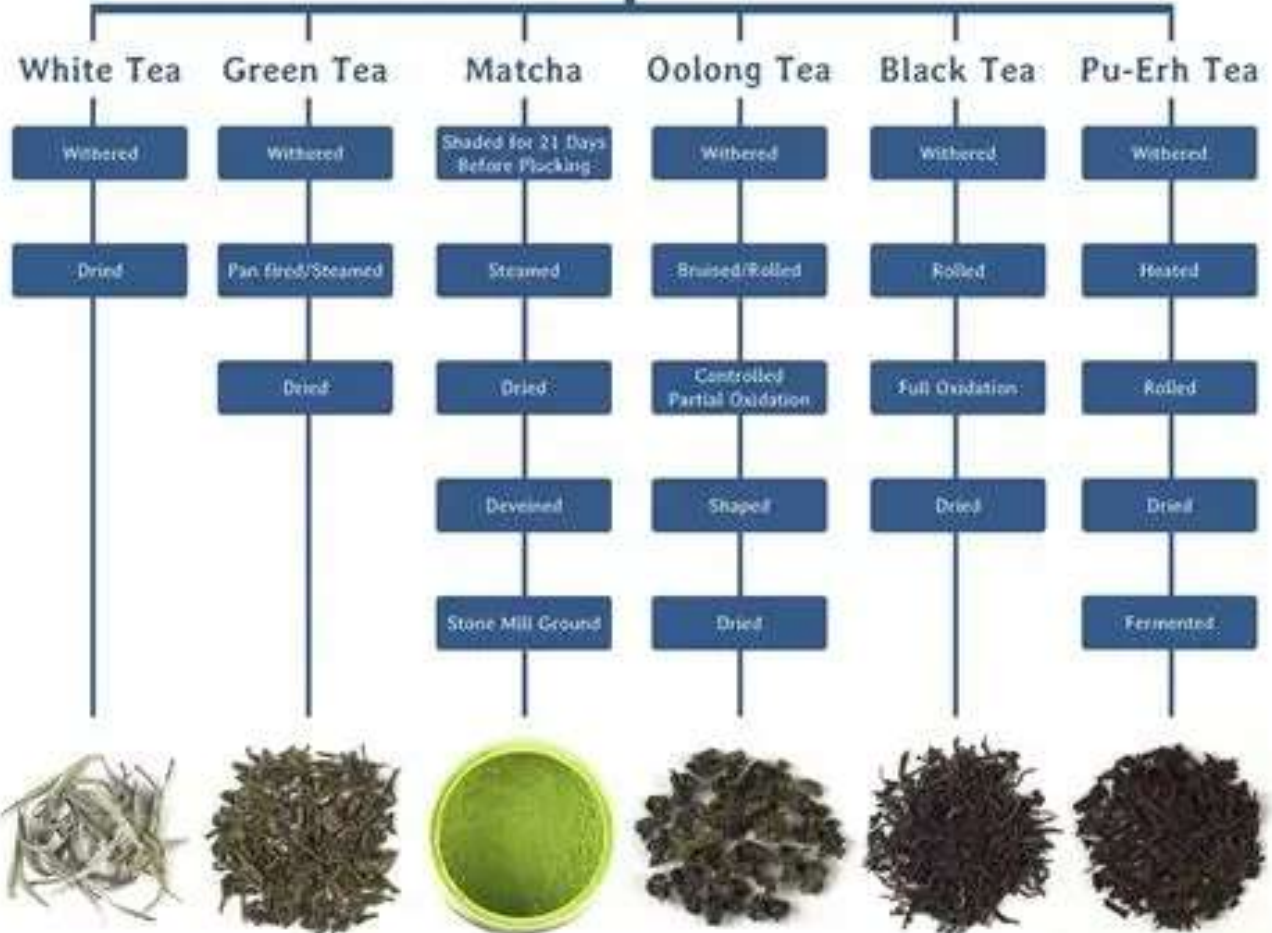 White Tea
Green Tea
Matcha
Oolong Tea
Black Tea
Pu-Erh Tea
Withered
Withered
Shaded for 21 Days
Before Plucking
Withered
Withered
Withered
Dried
Pan fired/Steamed
Steamed
Bruised/Rolled
Rolled
Heated
Dried
Dried
Controlled
Partial Oxidation
Full Oxidation
Rolled
Deveined
Shaped
Dried
Dried
Stone Mill Ground
Dried
Fermented